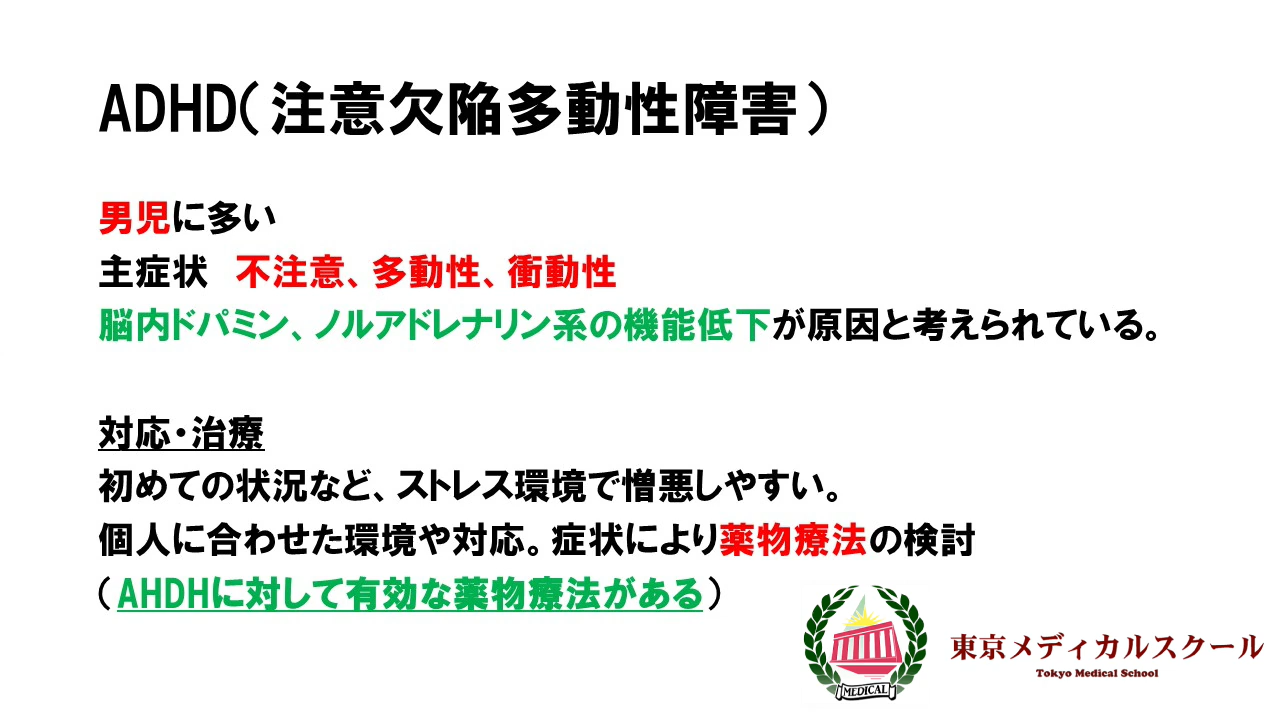 ADHD(注意欠陥多動性障害)
男児に多い
主症状　不注意、多動性、衝動性
脳内ドパミン、ノルアドレナリン系の機能低下が原因と考えられている。
対応・治療
初めての状況など、ストレス環境で憎悪しやすい。
個人に合わせた環境や対応。症状により薬物療法の検討
(AHDHに対して有効な薬物療法がある)
MEDICAL
東京メディカルスクール
Tokyo Medical School